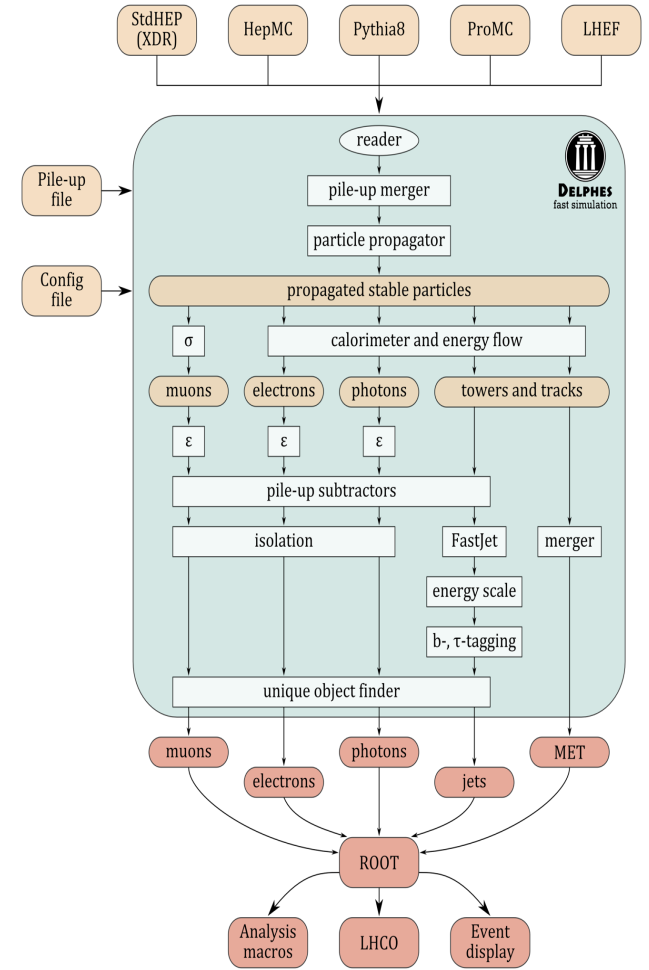 StdHEP
(XDR)
HepMC
Pythia8
ProMC
LHEF
reader
DELPHES
fast simulation
Pile-up
file
pile-up merger
particle propagator
Config
file
propagated stable particles
σ
calorimeter and energy flow
muons
electrons
photons
towers and tracks
ε
ε
ε
pile-up subtractors
isolation
FastJet
merger
energy scale
b-, τ-tagging
unique object finder
muons
electrons
photons
jets
MET
ROOT
Analysis
macros
LHCO
Event
display